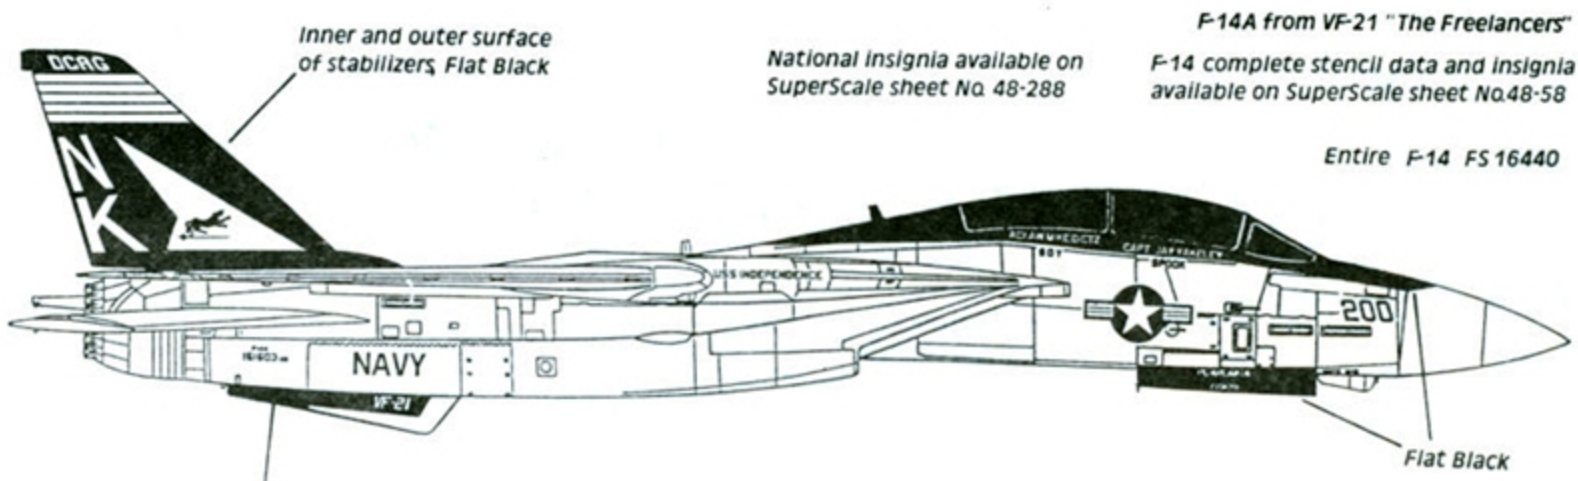 F-14A from VF-21 "The Freelancers"
Inner and outer surface
of stabilizers, Flat Black
National insignia available on
SuperScale sheet No. 48-288
F-14 complete stencil data and insignia
available on SuperScale sheet No.48-58
Entire F-14 FS 16440
DCAG
N
K
USS INDEPENDENCE
CAPT JAY YAKELEY
SPOOK
200
NAVY
161603
VF-21
Flat Black